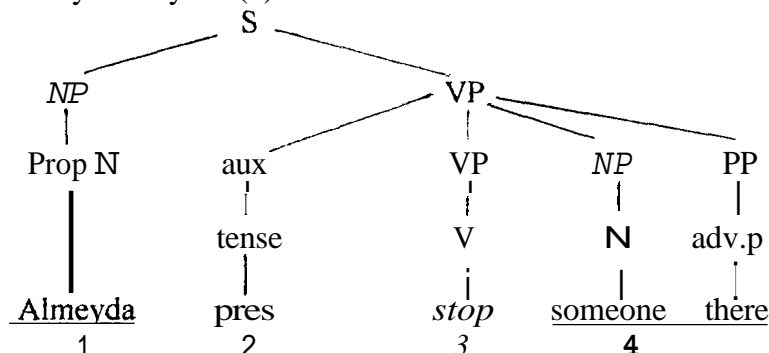 S
NP VP
Prop N aux VP NP PP
tense V N adv.p
Almeyda pres stop someone there
1 2 3 4